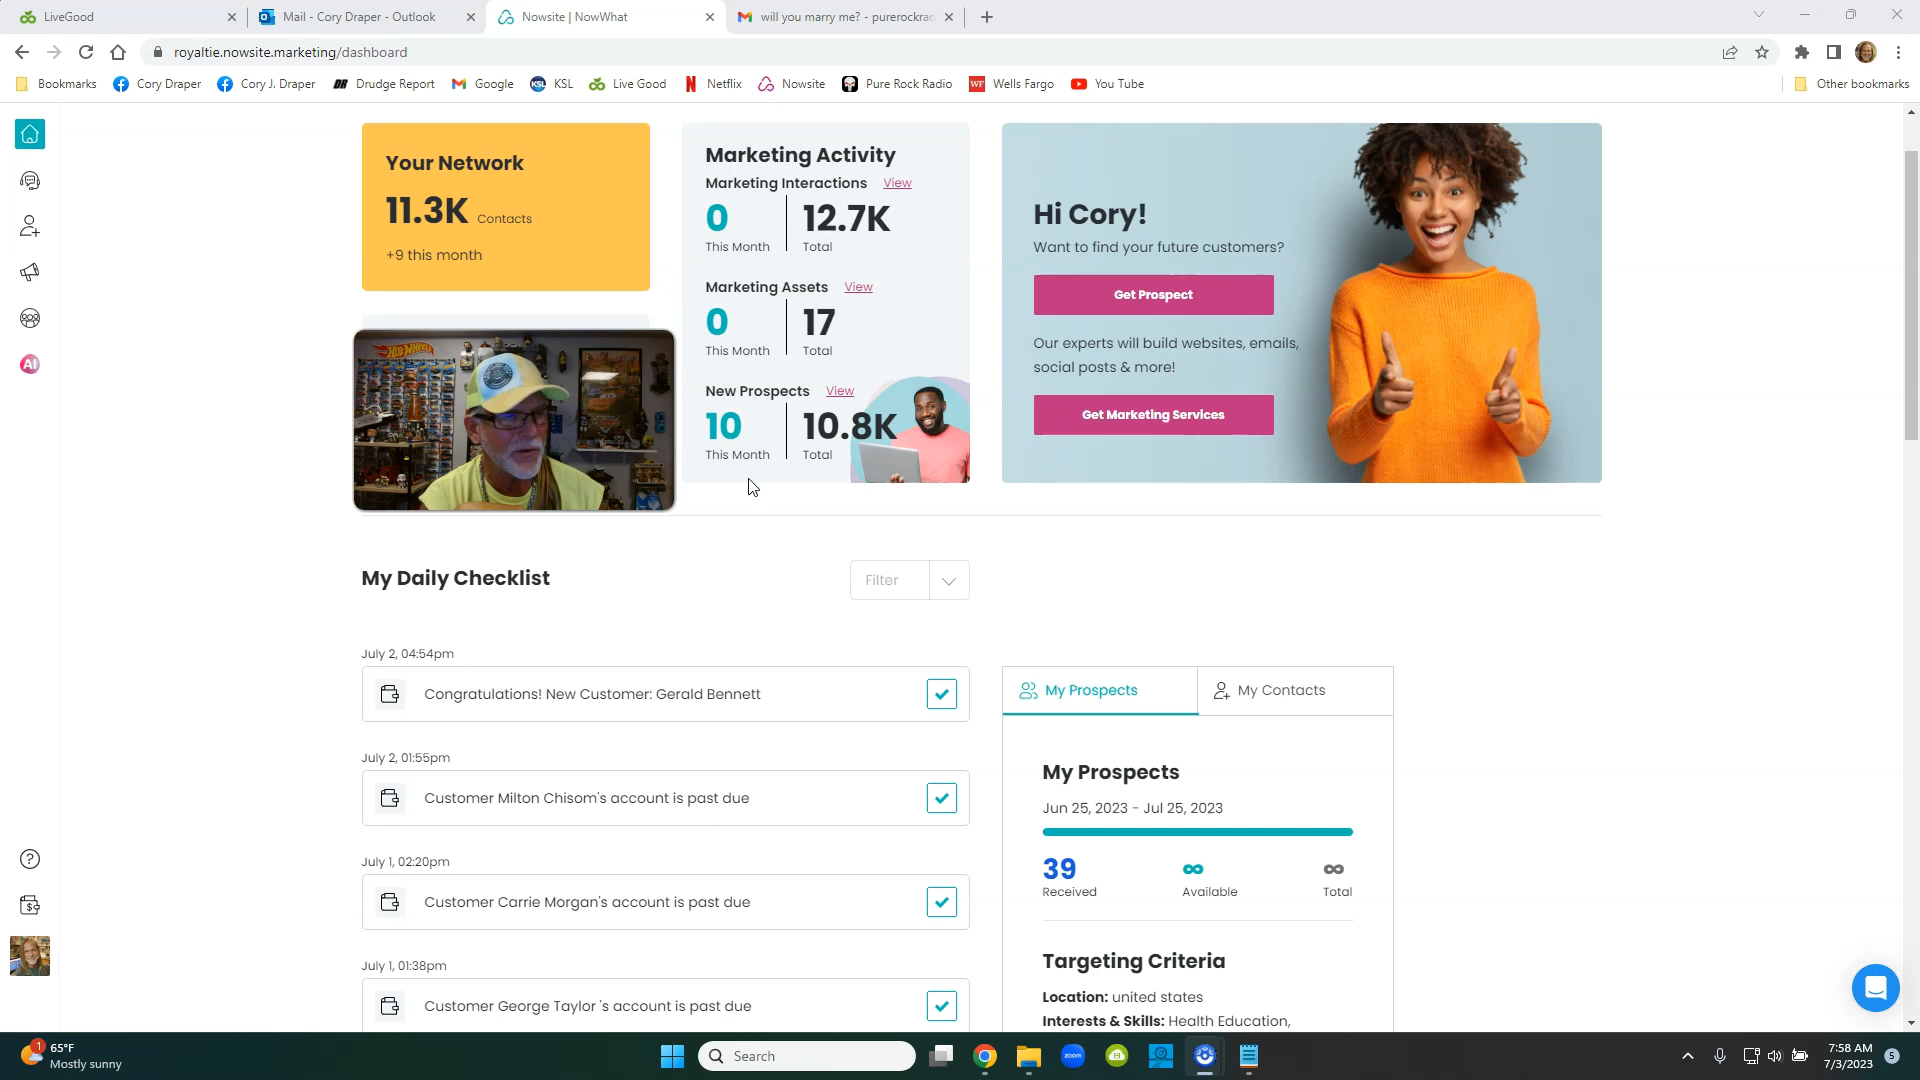 LiveGood
Mail - Cory Draper - Outlook
Nowsite | NowWhat
will you marry me? - purerockrad
royaltie.nowsite.marketing/dashboard
Bookmarks
Cory Draper
Cory J. Draper
Drudge Report
Google
KSL
Live Good
Netflix
Nowsite
Pure Rock Radio
Wells Fargo
You Tube
Other bookmarks
AI
Your Network
11.3K Contacts
+9 this month
HOT WHEELS
Marketing Activity
Marketing Interactions View
0 12.7K
This Month Total
Marketing Assets View
0 17
This Month Total
New Prospects View
10 10.8K
This Month Total
Hi Cory!
Want to find your future customers?
Get Prospect
Our experts will build websites, emails,
social posts & more!
Get Marketing Services
My Daily Checklist
Filter
July 2, 04:54pm
Congratulations! New Customer: Gerald Bennett
July 2, 01:55pm
Customer Milton Chisom's account is past due
July 1, 02:20pm
Customer Carrie Morgan's account is past due
July 1, 01:38pm
Customer George Taylor 's account is past due
My Prospects
My Contacts
My Prospects
Jun 25, 2023 - Jul 25, 2023
39 ∞ ∞
Received Available Total
Targeting Criteria
Location: united states
Interests & Skills: Health Education,
1
65°F
Mostly sunny
Search
zoom
7:58 AM
7/3/2023
5